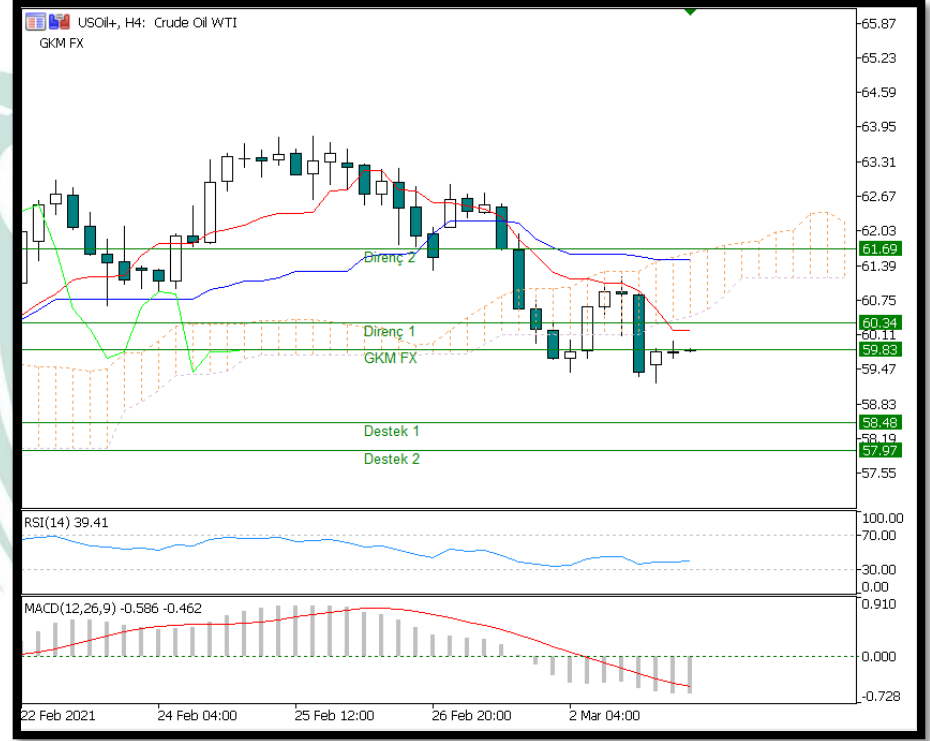 USOil+, H4: Crude Oil WTI
GKM FX
65.87
65.23
64.59
63.95
63.31
62.67
62.03
61.69
61.39
Direnç 2
60.75
60.34
Direnç 1
60.11
59.83
GKM FX
59.47
58.83
58.48
Destek 1
58.19
57.97
Destek 2
57.55
RSI(14) 39.41
100.00
70.00
30.00
0.00
MACD(12,26,9) -0.586 -0.462
0.910
0.000
-0.728
22 Feb 2021
24 Feb 04:00
25 Feb 12:00
26 Feb 20:00
2 Mar 04:00